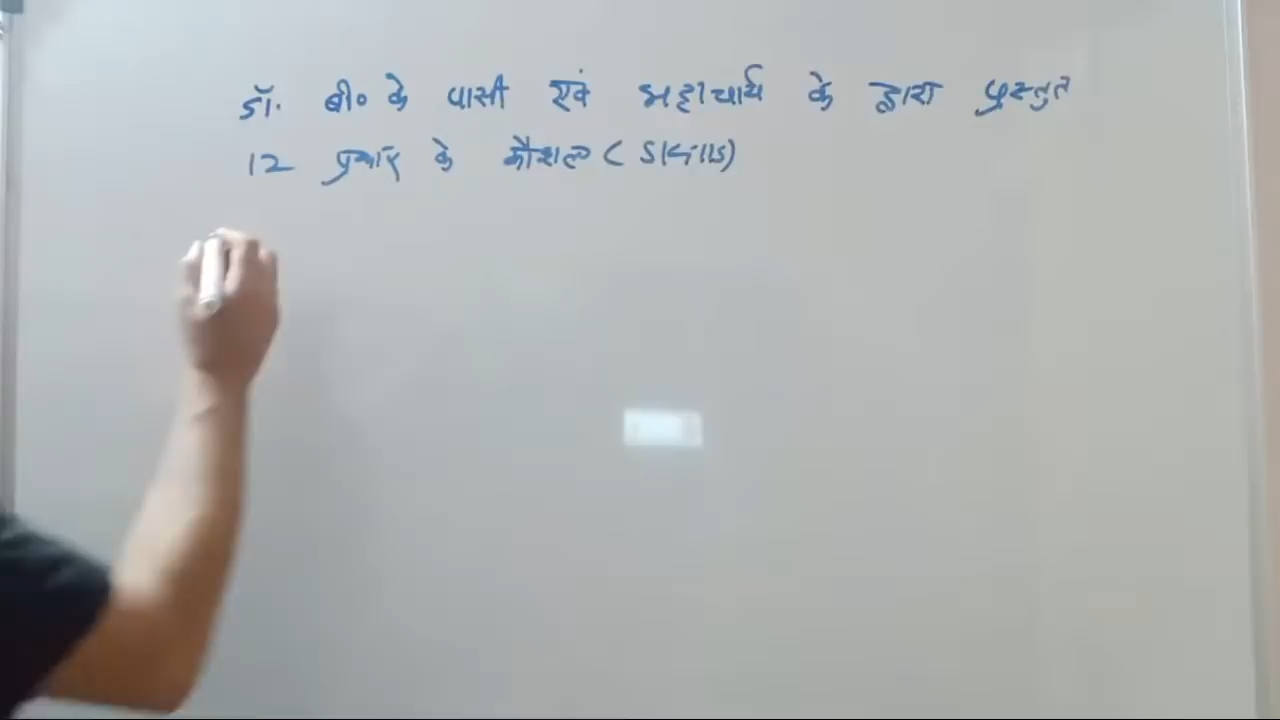 डॉ. बी० के पासी एवं भट्टाचार्य के द्वारा प्रस्तुत
12 प्रकार के कौशल (Skills)